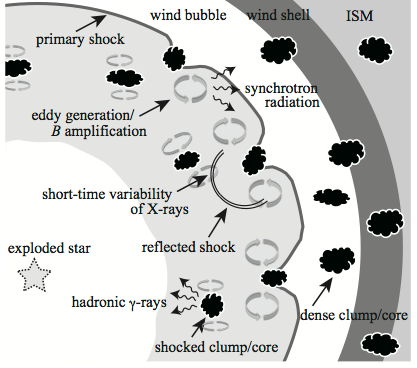 wind bubble
wind shell
ISM
primary shock
synchrotron
radiation
eddy generation/
B amplification
short-time variability
of X-rays
reflected shock
exploded star
hadronic γ-rays
dense clump/core
shocked clump/core